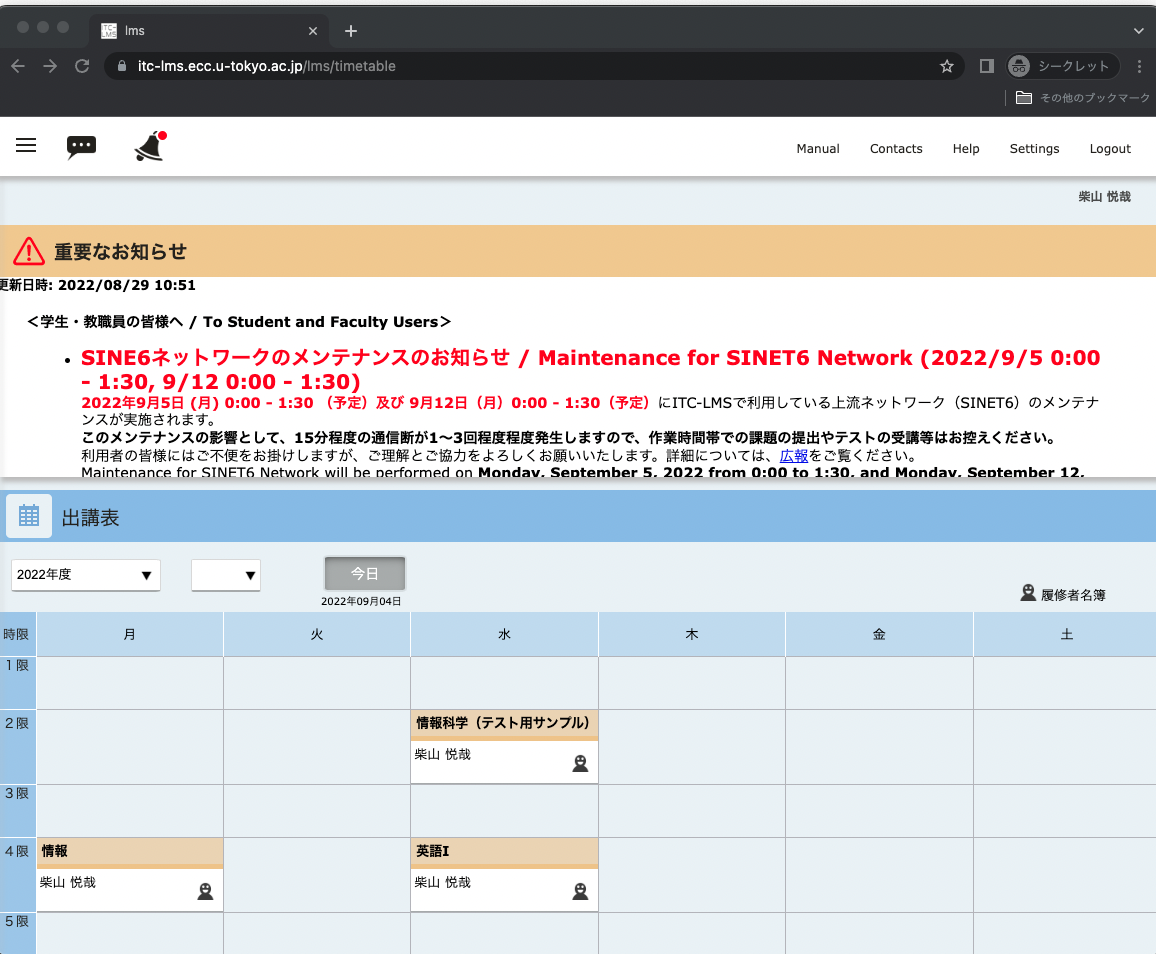 lms
itc-lms.ecc.u-tokyo.ac.jp/lms/timetable
シークレット
その他のブックマーク
Manual Contacts Help Settings Logout
柴山 悦哉
重要なお知らせ
更新日時: 2022/08/29 10:51
＜学生・教職員の皆様へ / To Student and Faculty Users＞
• SINE6ネットワークのメンテナンスのお知らせ / Maintenance for SINET6 Network (2022/9/5 0:00
- 1:30, 9/12 0:00 - 1:30)
2022年9月5日 (月) 0:00 - 1:30 （予定）及び 9月12日（月）0:00 - 1:30（予定）にITC-LMSで利用している上流ネットワーク（SINET6）のメンテナ
ンスが実施されます。
このメンテナンスの影響として、15分程度の通信断が1～3回程度程度発生しますので、作業時間帯での課題の提出やテストの受講等はお控えください。
利用者の皆様にはご不便をお掛けしますが、ご理解とご協力をよろしくお願いいたします。詳細については、広報をご覧ください。
Maintenance for SINET6 Network will be performed on Monday, September 5, 2022 from 0:00 to 1:30, and Monday, September 12,
出講表
2022年度 今日
2022年09月04日
履修者名簿
時限 月 火 水 木 金 土
1限
2限 情報科学（テスト用サンプル）
柴山 悦哉
3限
4限 情報 英語I
柴山 悦哉 柴山 悦哉
5限